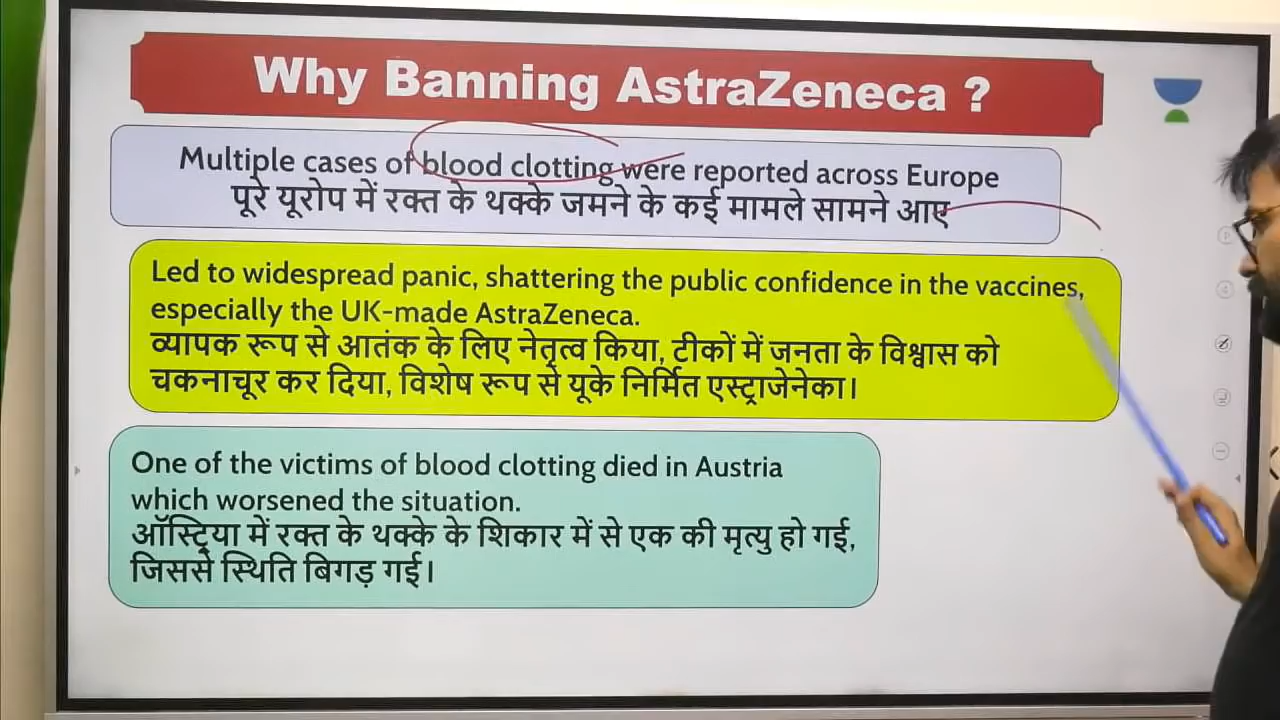 Why Banning AstraZeneca ?
Multiple cases of blood clotting were reported across Europe
पूरे यूरोप में रक्त के थक्के जमने के कई मामले सामने आए
Led to widespread panic, shattering the public confidence in the vaccines,
especially the UK-made AstraZeneca.
व्यापक रूप से आतंक के लिए नेतृत्व किया, टीकों में जनता के विश्वास को
चकनाचूर कर दिया, विशेष रूप से यूके निर्मित एस्ट्राजेनेका।
One of the victims of blood clotting died in Austria
which worsened the situation.
ऑस्ट्रिया में रक्त के थक्के के शिकार में से एक की मृत्यु हो गई,
जिससे स्थिति बिगड़ गई।